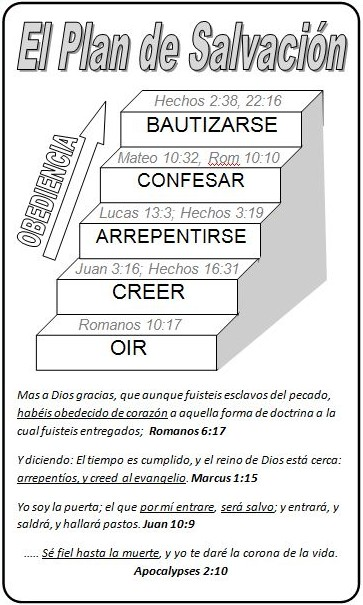 El Plan de Salvación
OBEDIENCIA
Hechos 2:38, 22:16
BAUTIZARSE
Mateo 10:32, Rom 10:10
CONFESAR
Lucas 13:3; Hechos 3:19
ARREPENTIRSE
Juan 3:16; Hechos 16:31
CREER
Romanos 10:17
OIR
Mas a Dios gracias, que aunque fuisteis esclavos del pecado,
habéis obedecido de corazón a aquella forma de doctrina a la
cual fuisteis entregados; Romanos 6:17
Y diciendo: El tiempo es cumplido, y el reino de Dios está cerca:
arrepentíos, y creed al evangelio. Marcus 1:15
Yo soy la puerta; el que por mí entrare, será salvo; y entrará, y
saldrá, y hallará pastos. Juan 10:9
..... Sé fiel hasta la muerte, y yo te daré la corona de la vida.
Apocalypses 2:10